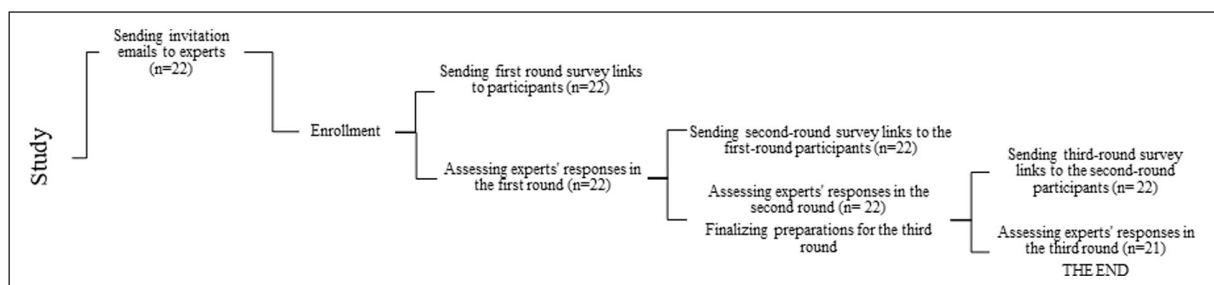 Study
Sending invitation
emails to experts
(n=22)
Enrollment
Sending first round survey links
to participants (n=22)
Assessing experts' responses in
the first round (n=22)
Sending second-round survey links to the
first-round participants (n=22)
Assessing experts' responses in the
second round (n= 22)
Finalizing preparations for the third
round
Sending third-round survey
links to the second-round
participants (n= 22)
Assessing experts' responses in
the third round (n=21)
THE END